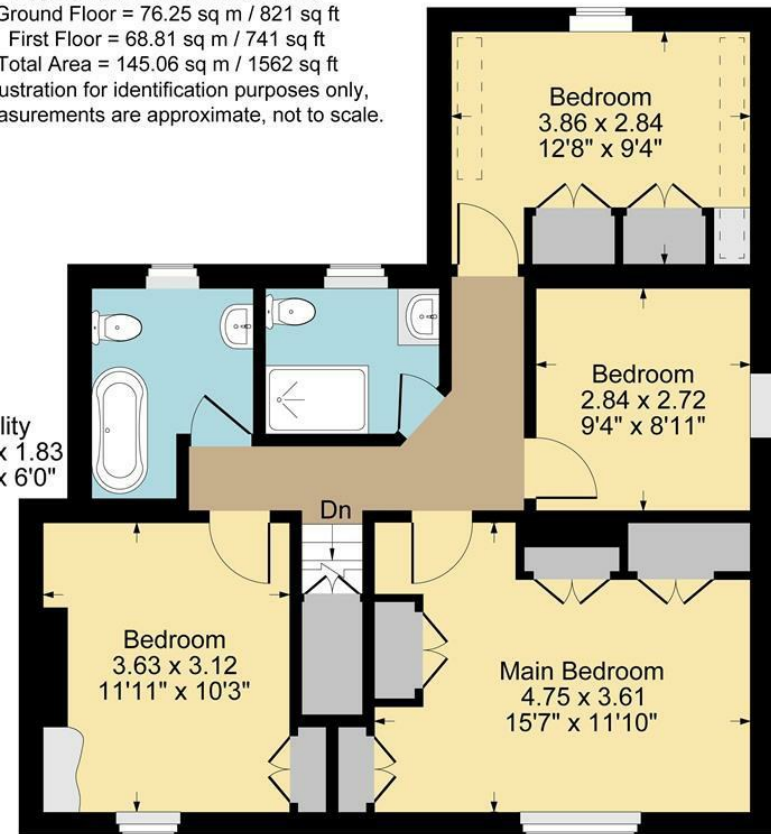 Ground Floor = 76.25 sq m / 821 sq ft
First Floor = 68.81 sq m / 741 sq ft
Total Area = 145.06 sq m / 1562 sq ft
for identification purposes only,
are approximate, not to scale.
Bedroom
3.86 x 2.84
12'8" x 9'4"
Bedroom
2.84 x 2.72
9'4" x 8'11"
x 1.83
x 6'0"
Dn
Bedroom
3.63 x 3.12
11'11" x 10'3"
Main Bedroom
4.75 x 3.61
15'7" x 11'10"